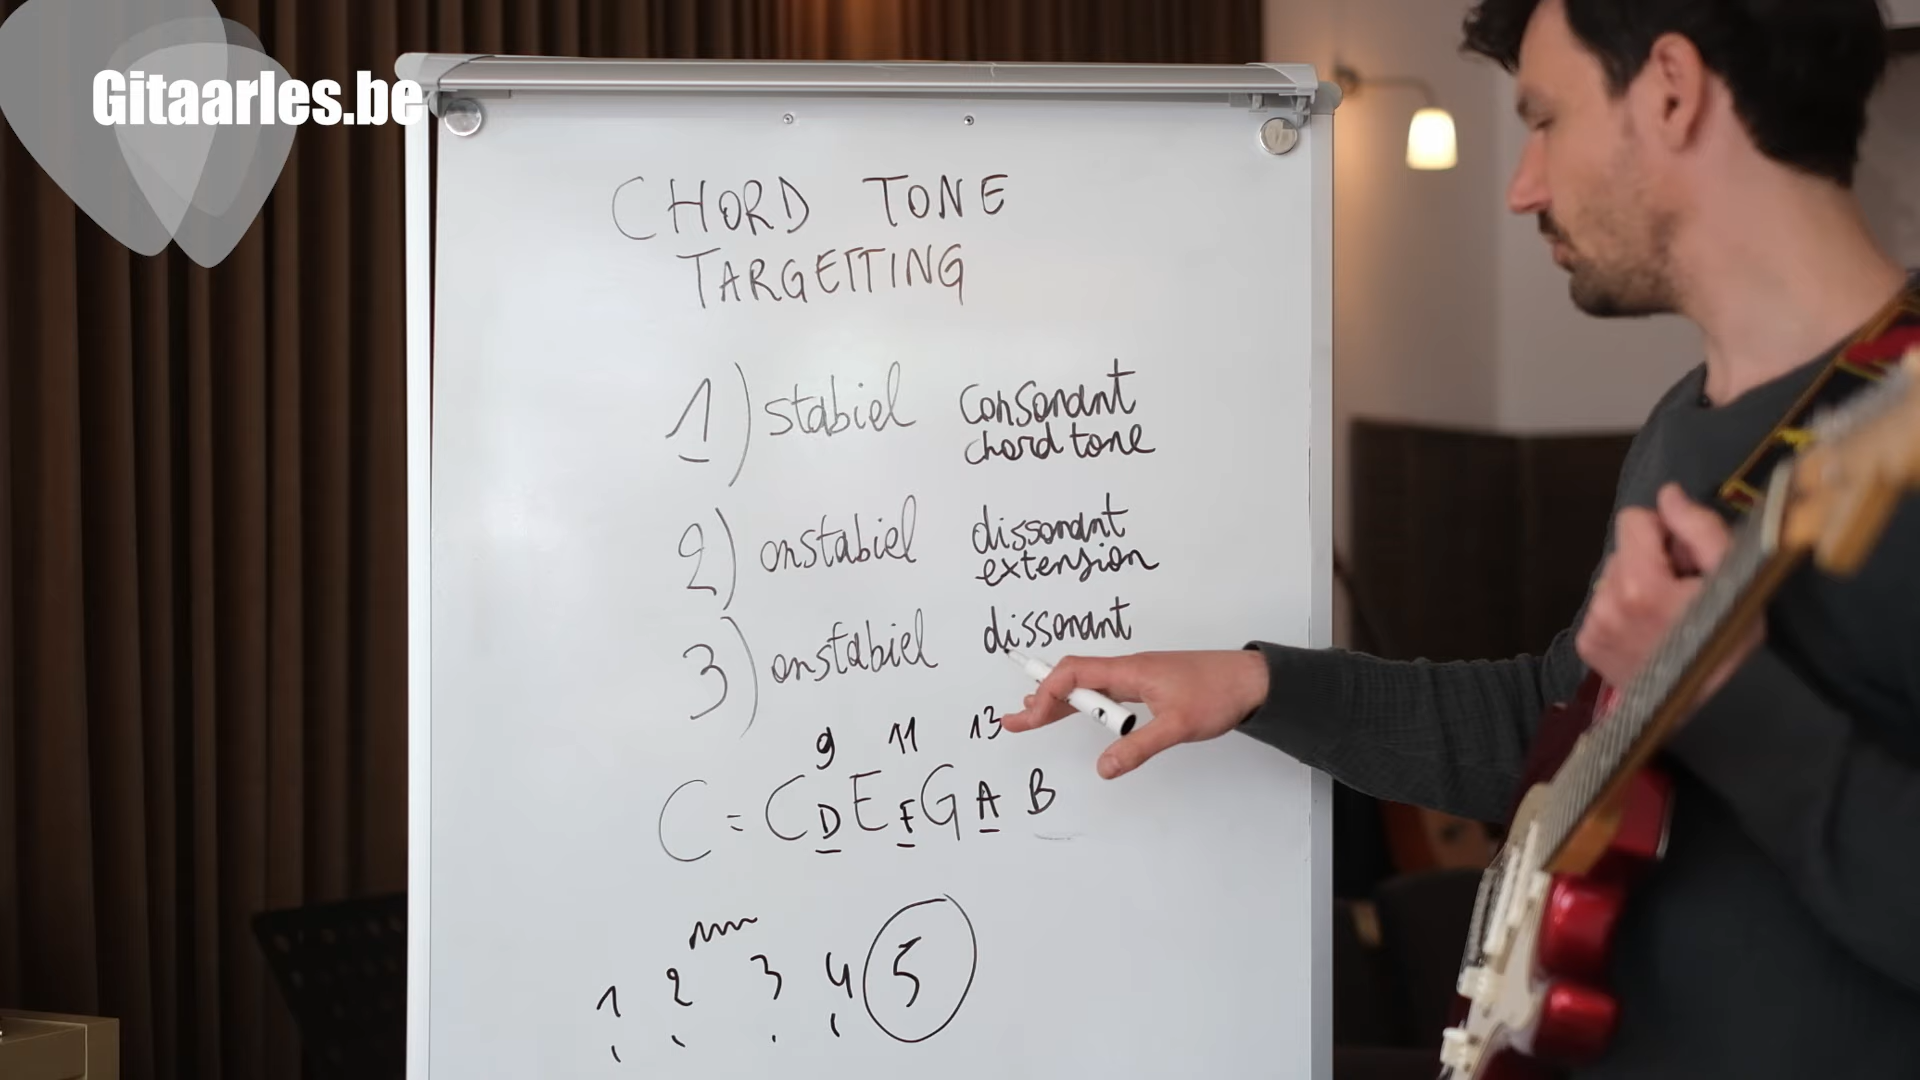 Gitaarles.be
CHORD TONE
TARGETTING
1) stabiel consonant
chord tone
2) onstabiel dissonant
extension
3) onstabiel dissonant
9 11 13
C = C D E F G A B
1 2 3 4 5